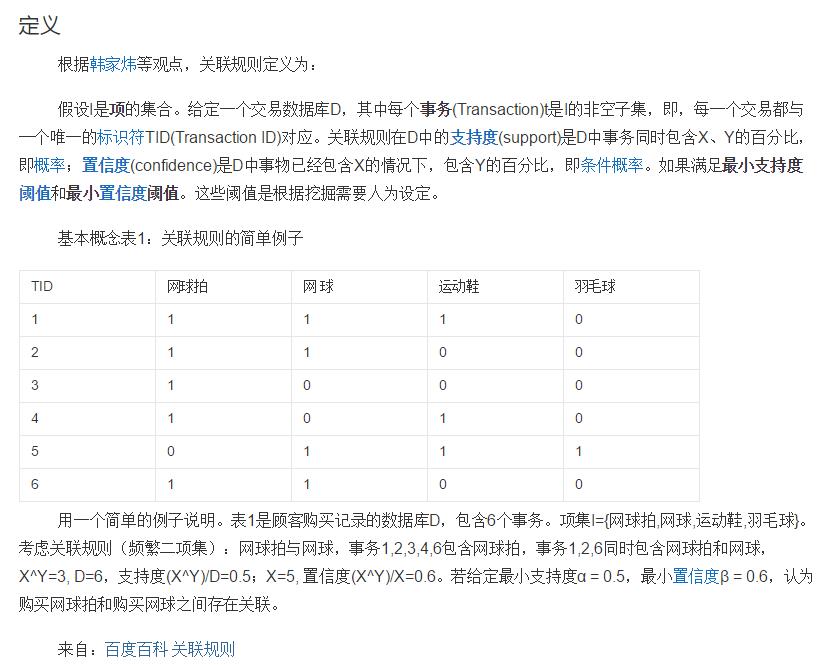 定义
根据韩家炜等观点，关联规则定义为：
假设I是项的集合。给定一个交易数据库D，其中每个事务(Transaction)t是I的非空子集，即，每一个交易都与
一个唯一的标识符TID(Transaction ID)对应。关联规则在D中的支持度(support)是D中事务同时包含X、Y的百分比，
即概率；置信度(confidence)是D中事物已经包含X的情况下，包含Y的百分比，即条件概率。如果满足最小支持度
阈值和最小置信度阈值。这些阈值是根据挖掘需要人为设定。
基本概念表1：关联规则的简单例子
TID 网球拍 网 球 运动鞋 羽毛球
1 1 1 1 0
2 1 1 0 0
3 1 0 0 0
4 1 0 1 0
5 0 1 1 1
6 1 1 0 0
用一个简单的例子说明。表1是顾客购买记录的数据库D，包含6个事务。项集I={网球拍,网球,运动鞋,羽毛球}。
考虑关联规则（频繁二项集）：网球拍与网球，事务1,2,3,4,6包含网球拍，事务1,2,6同时包含网球拍和网球，
X^Y=3, D=6，支持度(X^Y)/D=0.5；X=5, 置信度(X^Y)/X=0.6。若给定最小支持度α = 0.5，最小置信度β = 0.6，认为
购买网球拍和购买网球之间存在关联。
来自：百度百科 关联规则